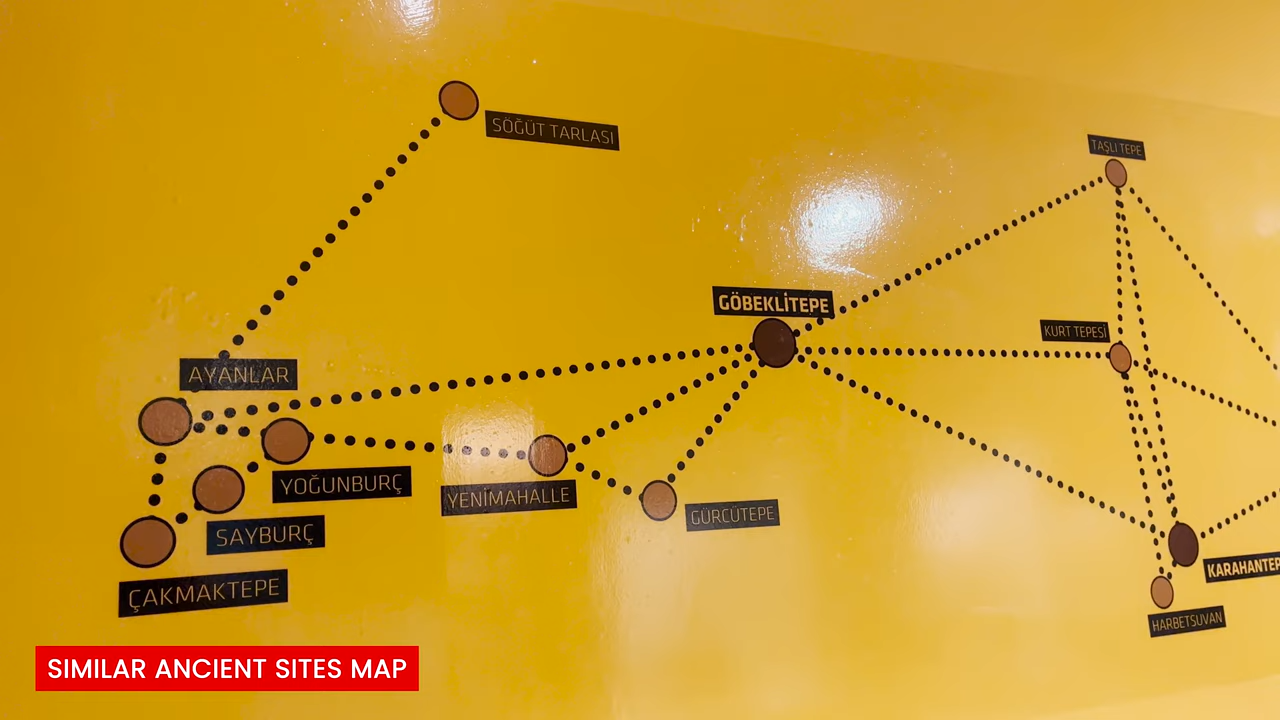 SÖĞÜT TARLASI
TAŞLI TEPE
GÖBEKLİTEPE
KURT TEPESİ
AYANLAR
YOĞUNBURÇ
YENİMAHALLE
GÜRCÜTEPE
SAYBURÇ
KARAHANTEP
ÇAKMAKTEPE
HARBETSUVAN
SIMILAR ANCIENT SITES MAP